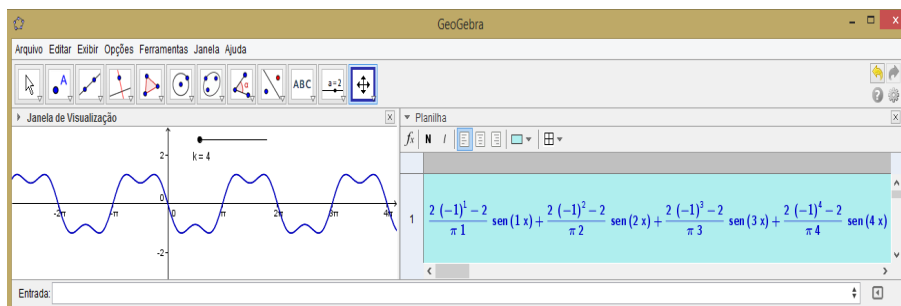 GeoGebra
Arquivo Editar Exibir Opções Ferramentas Janela Ajuda
A
α
ABC
a=2
Janela de Visualização
Planilha
fx N I
k = 4
2
0
-2π -π 0 π 2π 3π 4π
-2
1
2 (−1)^1 − 2 / π 1 sen (1 x) + 2 (−1)^2 − 2 / π 2 sen (2 x) + 2 (−1)^3 − 2 / π 3 sen (3 x) + 2 (−1)^4 − 2 / π 4 sen (4 x)
Entrada: